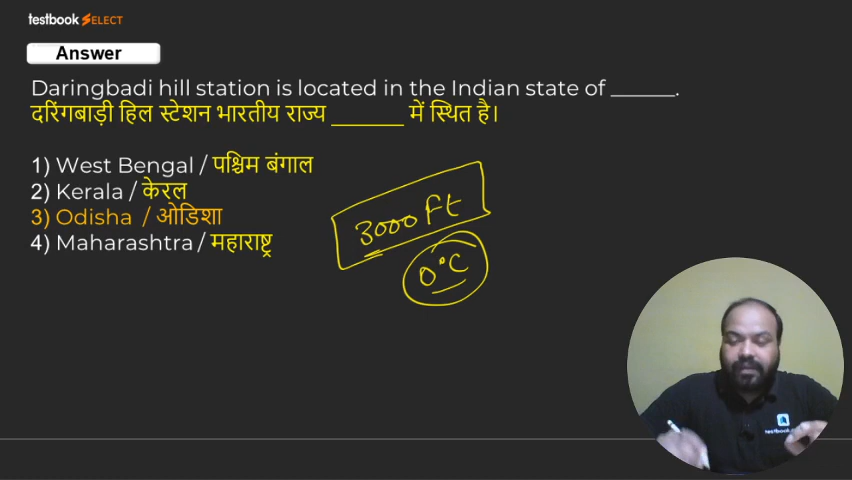 testbook SELECT
Answer
Daringbadi hill station is located in the Indian state of ______.
दरिंगबाड़ी हिल स्टेशन भारतीय राज्य ______ में स्थित है।
1) West Bengal / पश्चिम बंगाल
2) Kerala / केरल
3) Odisha / ओडिशा
4) Maharashtra / महाराष्ट्र
3000 Ft
0°C
testbook